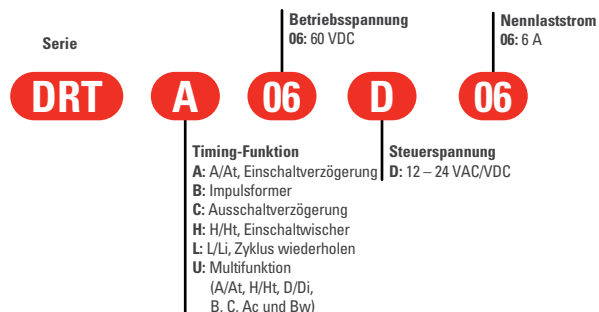 Serie
Betriebsspannung
06: 60 VDC
Nennlaststrom
06: 6 A
DRT A 06 D 06
Timing-Funktion
A: A/At, Einschaltverzögerung
B: Impulsformer
C: Ausschaltverzögerung
H: H/Ht, Einschaltwischer
L: L/Li, Zyklus wiederholen
U: Multifunktion
(A/At, H/Ht, D/Di,
B, C, Ac und Bw)
Steuerspannung
D: 12 – 24 VAC/VDC